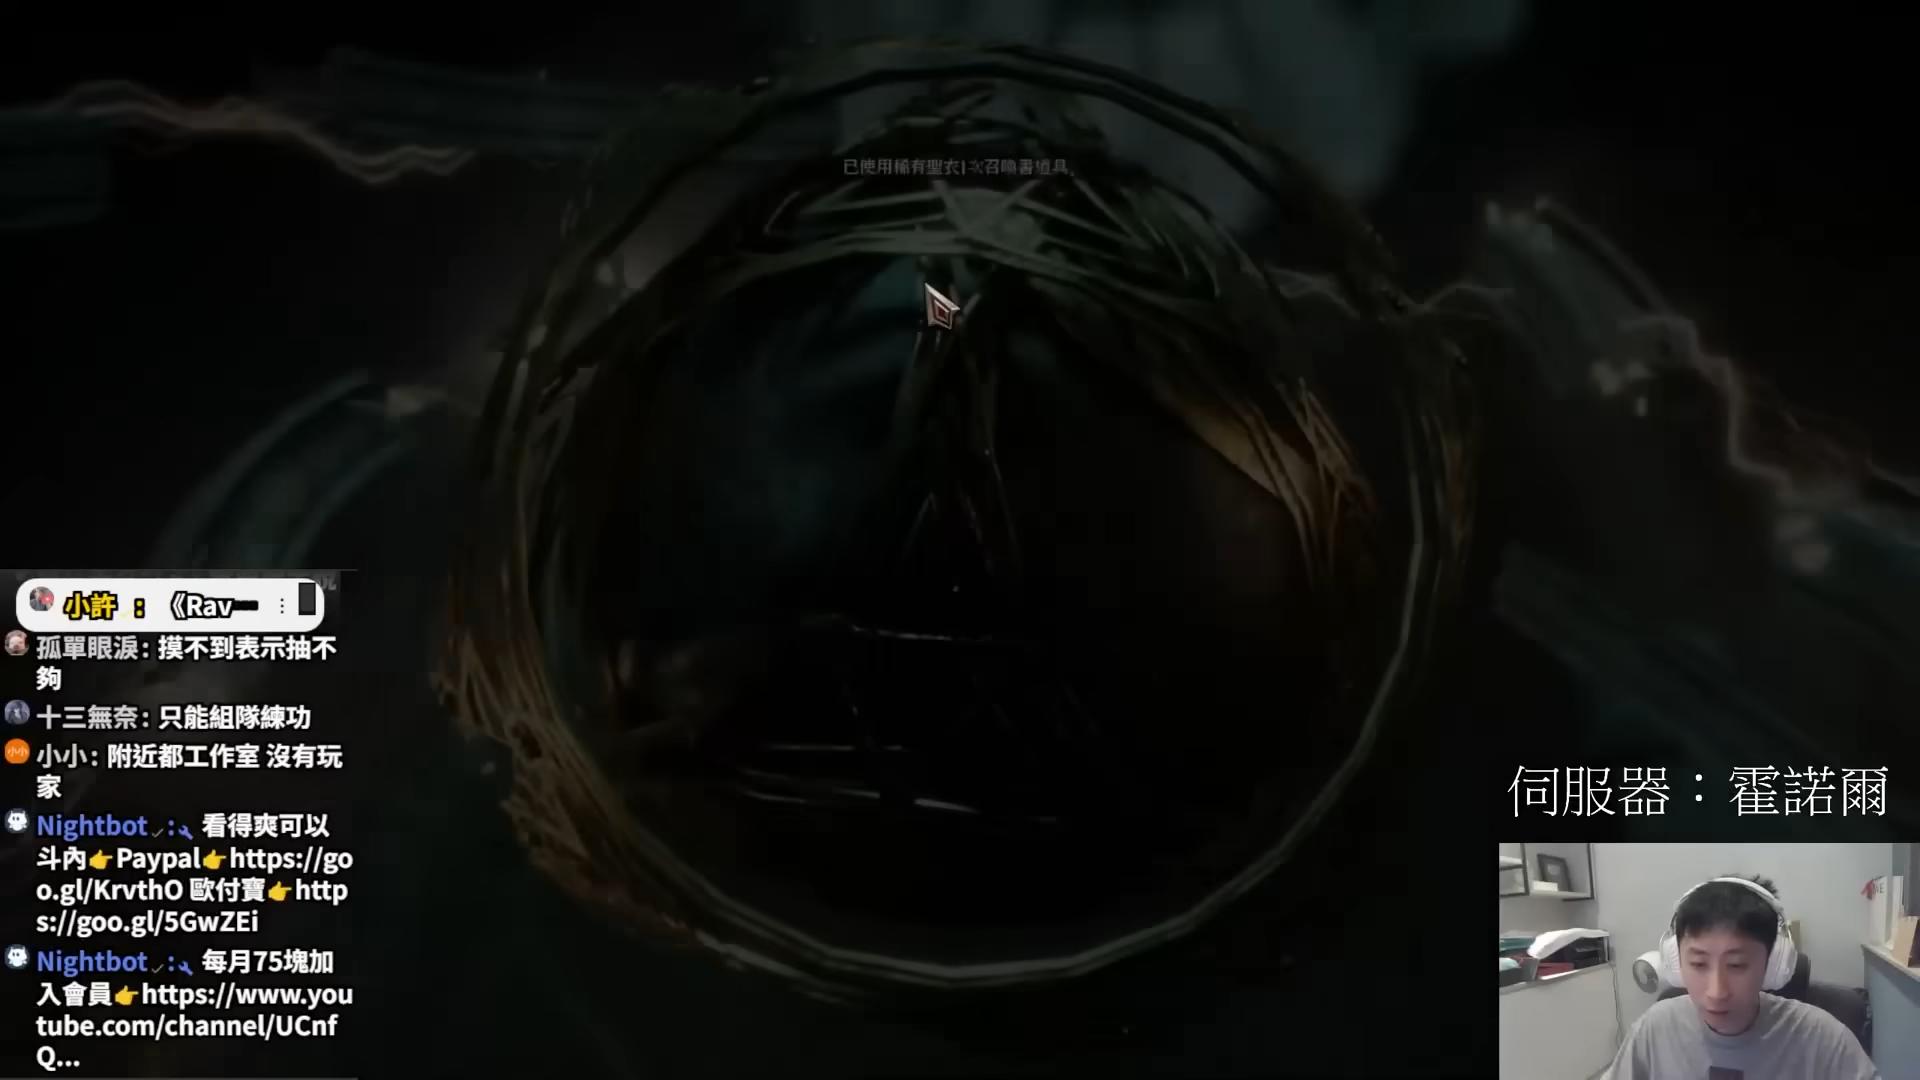 已使用稀有聖衣1次召喚書道具。
小許 : 《Rav一
孤單眼淚: 摸不到表示抽不
夠
十三無奈: 只能組隊練功
小小: 附近都工作室 沒有玩
家
Nightbot : 看得爽可以
斗內👉Paypal👉https://go
o.gl/KrvthO 歐付寶👉http
s://goo.gl/5GwZEi
Nightbot : 每月75塊加
入會員👉https://www.you
tube.com/channel/UCnf
Q...
伺服器：霍諾爾